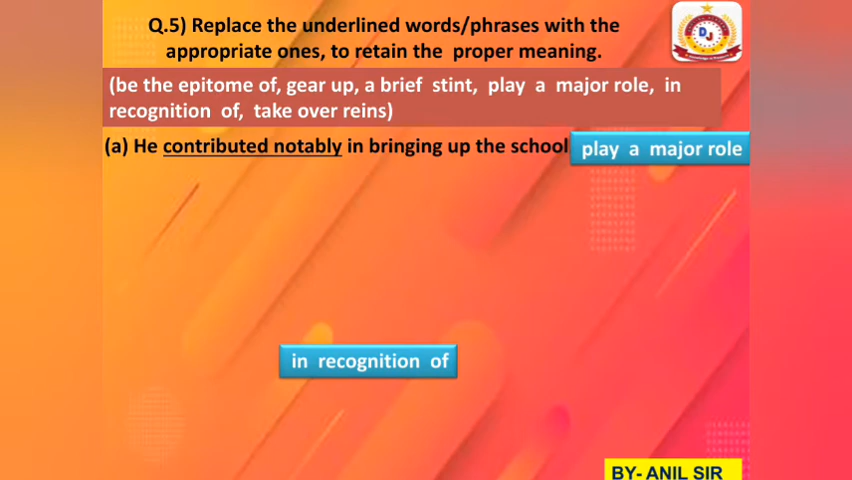 Q.5) Replace the underlined words/phrases with the
appropriate ones, to retain the proper meaning.
(be the epitome of, gear up, a brief stint, play a major role, in
recognition of, take over reins)
(a) He contributed notably in bringing up the school
play a major role
in recognition of
BY- ANIL SIR
DJ